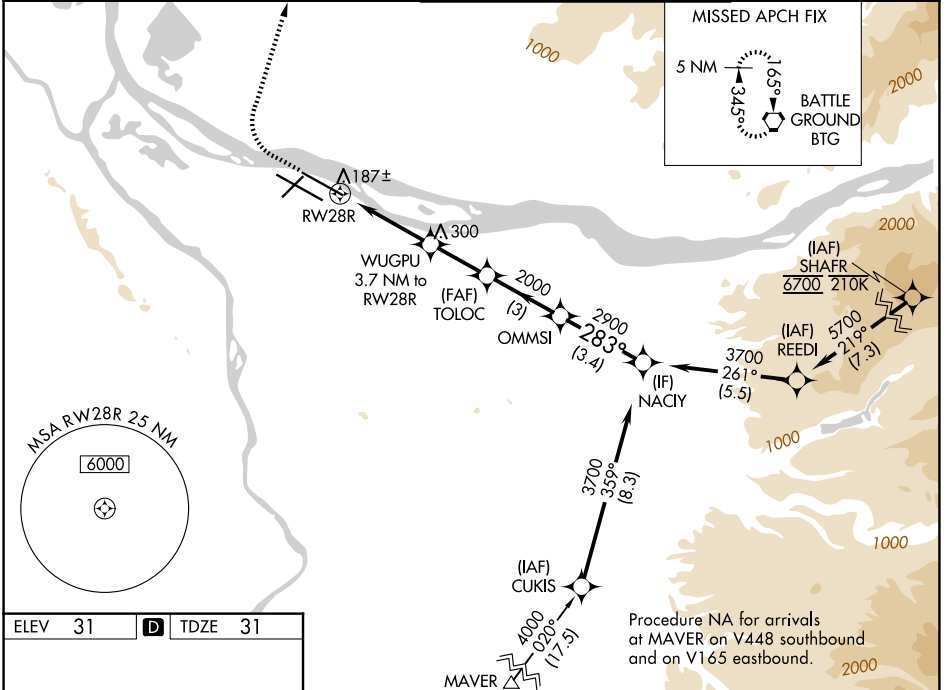 MISSED APCH FIX
5 NM
165°
345°
BATTLE
GROUND
BTG
1000
2000
187±
RW28R
300
WUGPU
3.7 NM to
RW28R
(FAF)
TOLOC
2000
(3)
OMMSI
2900
283°
(3.4)
(IF)
NACIY
3700
261°
(5.5)
(IAF)
REEDI
2000
(IAF)
SHAFR
6700 210K
5700
219°
(7.3)
1000
MSA RW28R 25 NM
6000
3700
359°
(8.3)
1000
(IAF)
CUKIS
4000
020°
(17.5)
MAVER
Procedure NA for arrivals
at MAVER on V448 southbound
and on V165 eastbound.
2000
ELEV 31 D TDZE 31